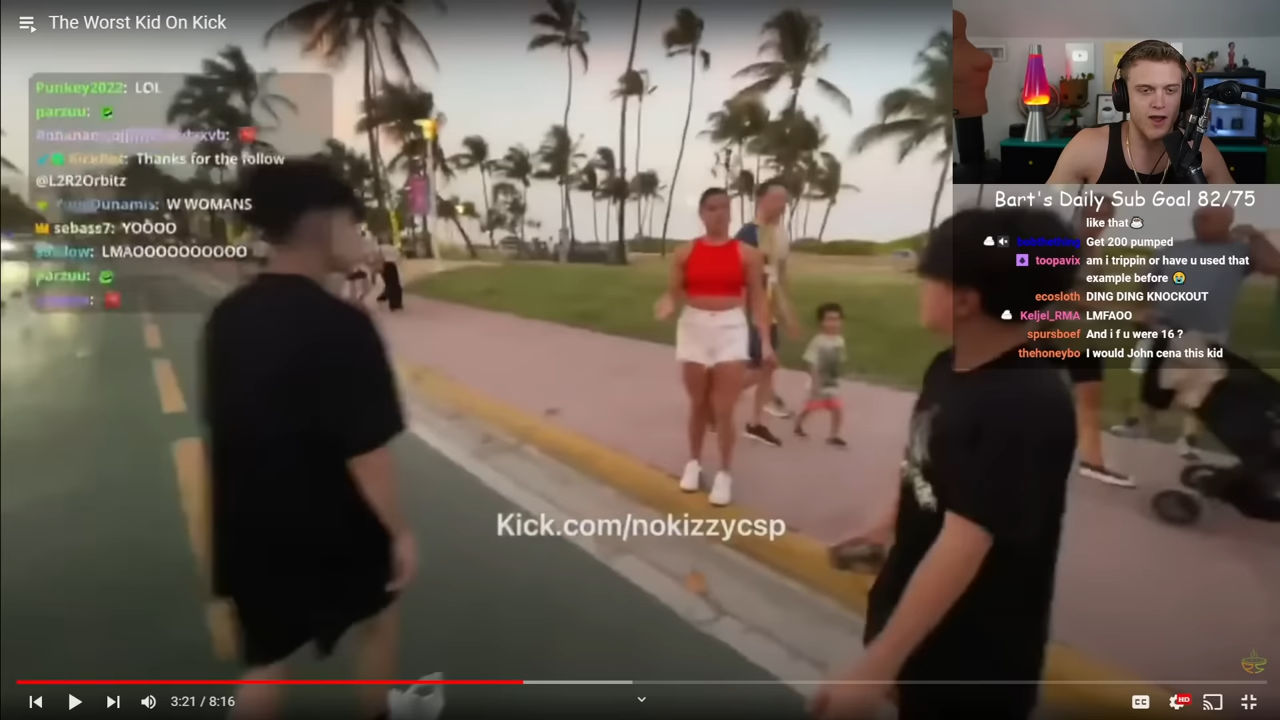 The Worst Kid On Kick
Punkey2022: LOL
parzuu:
Thanks for the follow
@L2R2Orbitz
W WOMANS
sebass7: YOOOO
LMAOOOOOOOOOO
parzuu:
Kick.com/nokizzycsp
Bart's Daily Sub Goal 82/75
like that
Get 200 pumped
toopavix am i trippin or have u used that
example before
ecosloth DING DING KNOCKOUT
Keljel_RMA LMFAOO
spursboef And i f u were 16 ?
thehoneybo I would John cena this kid
3:21 / 8:16
CC
HD